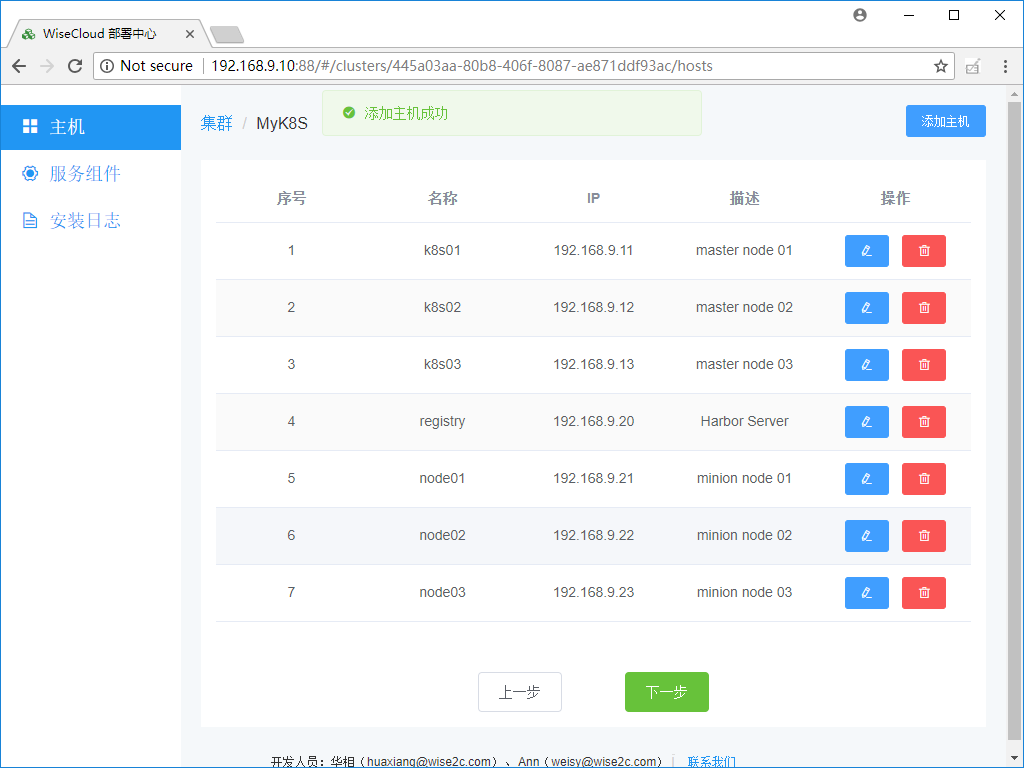 WiseCloud 部署中心
Not secure 192.168.9.10:88/#/clusters/445a03aa-80b8-406f-8087-ae871ddf93ac/hosts
主机
服务组件
安装日志
集群 / MyK8S
添加主机成功
添加主机
序号 名称 IP 描述 操作
1 k8s01 192.168.9.11 master node 01
2 k8s02 192.168.9.12 master node 02
3 k8s03 192.168.9.13 master node 03
4 registry 192.168.9.20 Harbor Server
5 node01 192.168.9.21 minion node 01
6 node02 192.168.9.22 minion node 02
7 node03 192.168.9.23 minion node 03
上一步 下一步
开发人员：华相（huaxiang@wise2c.com）、Ann（weisy@wise2c.com） | 联系我们